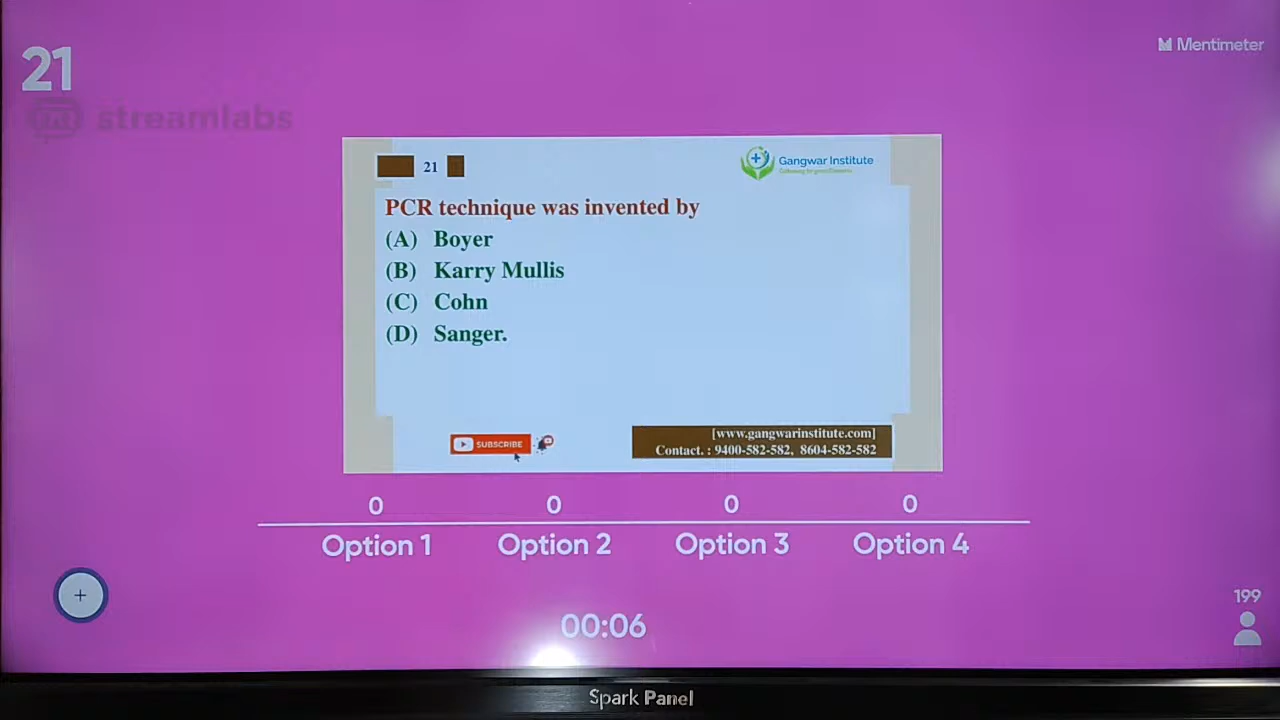 21
Mentimeter
streamlabs
21
Gangwar Institute
PCR technique was invented by
(A) Boyer
(B) Karry Mullis
(C) Cohn
(D) Sanger.
SUBSCRIBE
[www.gangwarinstitute.com]
Contact. : 9400-582-582, 8604-582-582
0 0 0 0
Option 1 Option 2 Option 3 Option 4
199
00:06
Spark Panel